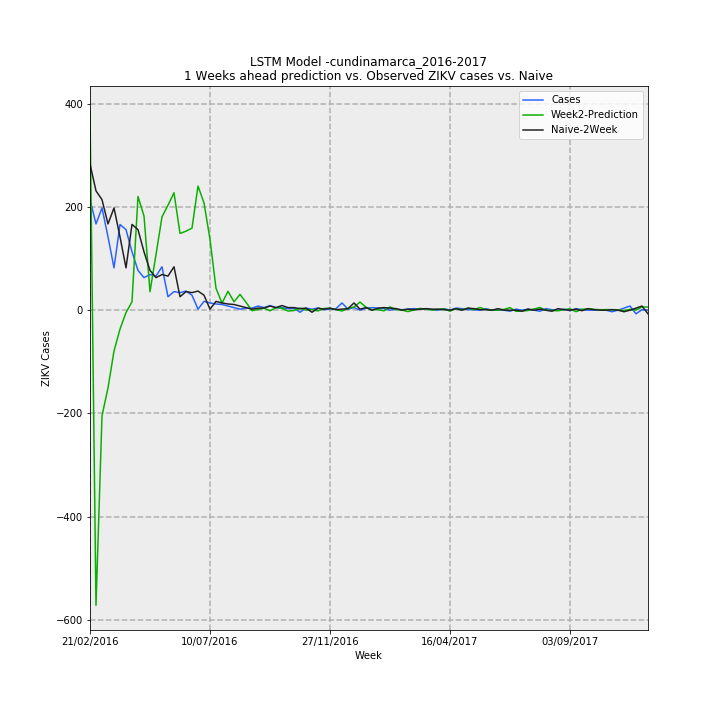 LSTM Model -cundinamarca_2016-2017
1 Weeks ahead prediction vs. Observed ZIKV cases vs. Naive
Cases
Week2-Prediction
Naive-2Week
ZIKV Cases
400
200
0
−200
−400
−600
21/02/2016
10/07/2016
27/11/2016
16/04/2017
03/09/2017
Week